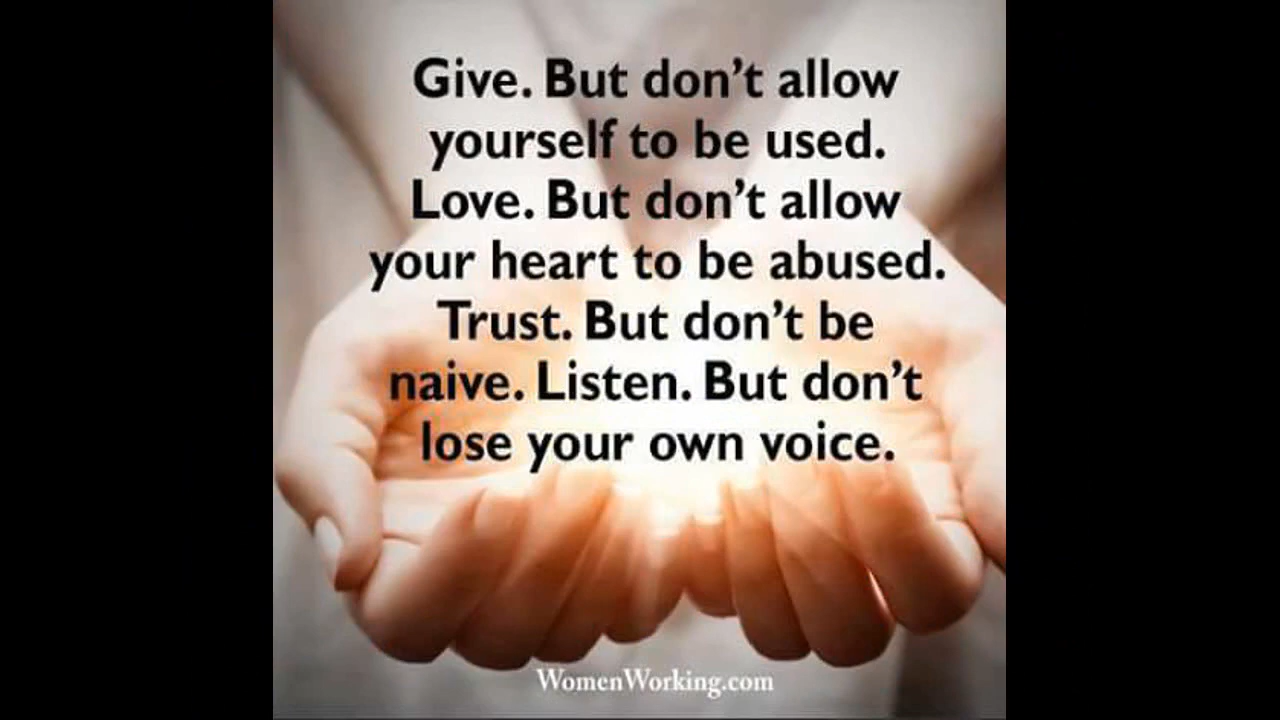 Give. But don’t allow
yourself to be used.
Love. But don’t allow
your heart to be abused.
Trust. But don’t be
naive. Listen. But don’t
lose your own voice.
WomenWorking.com